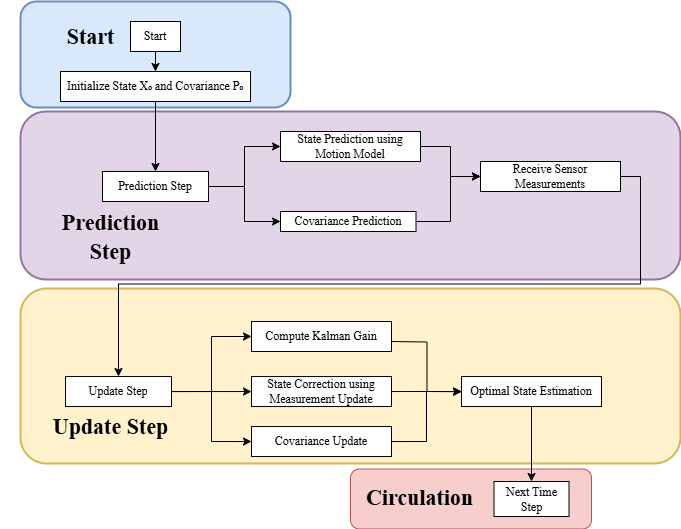 Start
Start
Initialize State X₀ and Covariance P₀
State Prediction using
Motion Model
Receive Sensor
Measurements
Prediction Step
Covariance Prediction
Prediction
Step
Compute Kalman Gain
Update Step
State Correction using
Measurement Update
Optimal State Estimation
Update Step
Covariance Update
Circulation
Next Time
Step